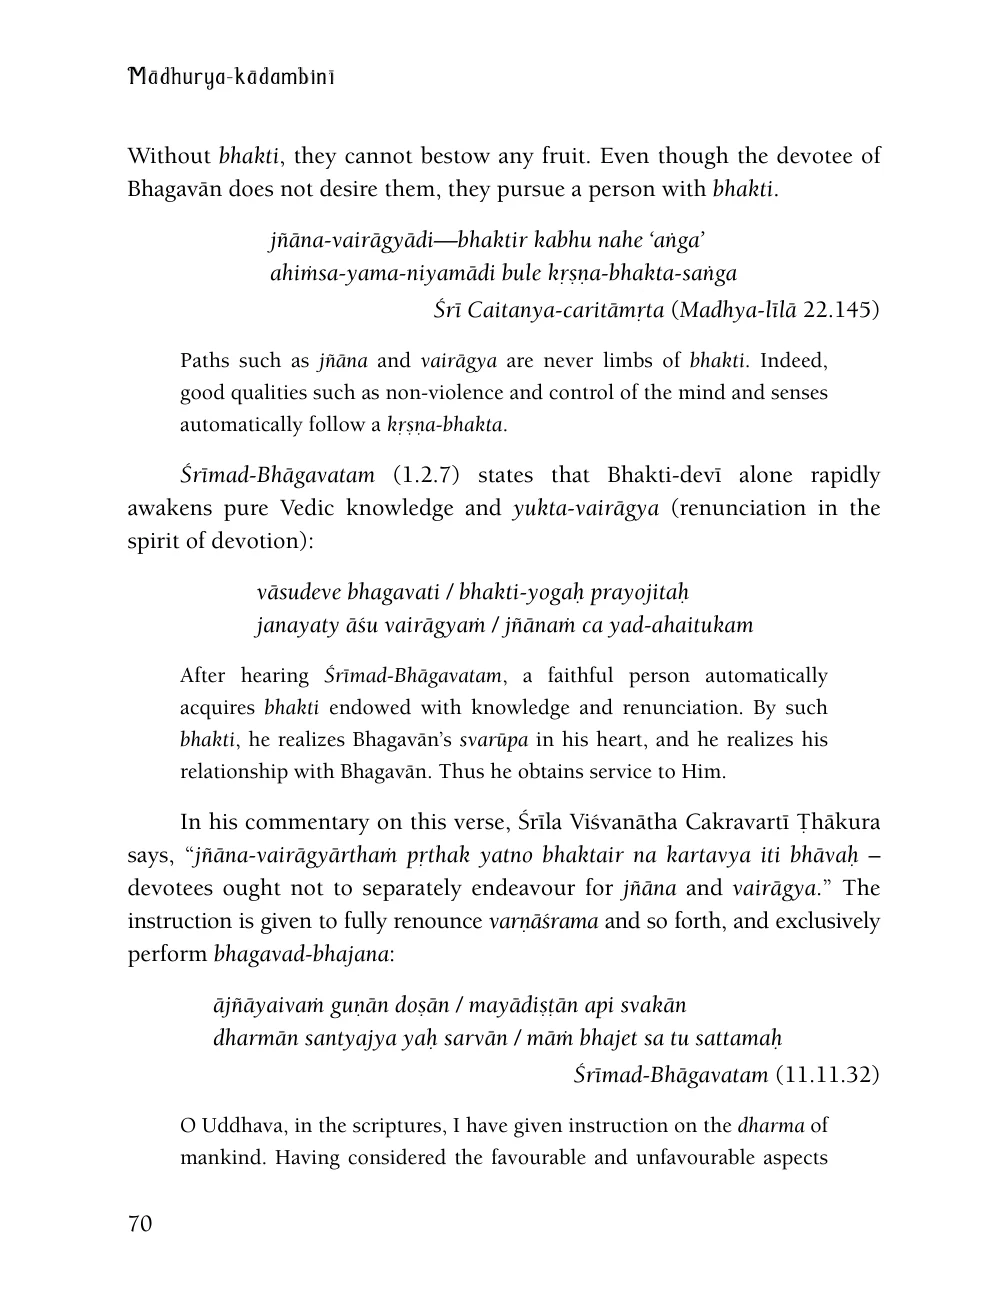 Mādhurya-kādambinī
Without bhakti, they cannot bestow any fruit. Even though the devotee of
Bhagavān does not desire them, they pursue a person with bhakti.
jñāna-vairāgyādi—bhaktir kabhu nahe ‘aṅga’
ahiṁsa-yama-niyamādi bule kṛṣṇa-bhakta-saṅga
Śrī Caitanya-caritāmṛta (Madhya-līlā 22.145)
Paths such as jñāna and vairāgya are never limbs of bhakti. Indeed,
good qualities such as non-violence and control of the mind and senses
automatically follow a kṛṣṇa-bhakta.
Śrīmad-Bhāgavatam (1.2.7) states that Bhakti-devī alone rapidly
awakens pure Vedic knowledge and yukta-vairāgya (renunciation in the
spirit of devotion):
vāsudeve bhagavati / bhakti-yogaḥ prayojitaḥ
janayaty āśu vairāgyaṁ / jñānaṁ ca yad-ahaitukam
After hearing Śrīmad-Bhāgavatam, a faithful person automatically
acquires bhakti endowed with knowledge and renunciation. By such
bhakti, he realizes Bhagavān’s svarūpa in his heart, and he realizes his
relationship with Bhagavān. Thus he obtains service to Him.
In his commentary on this verse, Śrīla Viśvanātha Cakravartī Ṭhākura
says, “jñāna-vairāgyārthaṁ pṛthak yatno bhaktair na kartavya iti bhāvaḥ –
devotees ought not to separately endeavour for jñāna and vairāgya.” The
instruction is given to fully renounce varṇāśrama and so forth, and exclusively
perform bhagavad-bhajana:
ājñāyaivaṁ guṇān doṣān / mayādiṣṭān api svakān
dharmān santyajya yaḥ sarvān / māṁ bhajet sa tu sattamaḥ
Śrīmad-Bhāgavatam (11.11.32)
O Uddhava, in the scriptures, I have given instruction on the dharma of
mankind. Having considered the favourable and unfavourable aspects
70